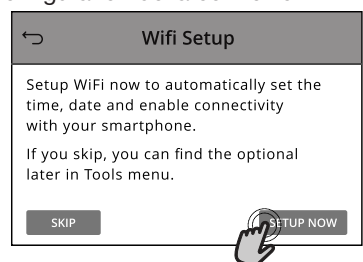 Wifi Setup
Setup WiFi now to automatically set the
time, date and enable connectivity
with your smartphone.
If you skip, you can find the optional
later in Tools menu.
SKIP
SETUP NOW